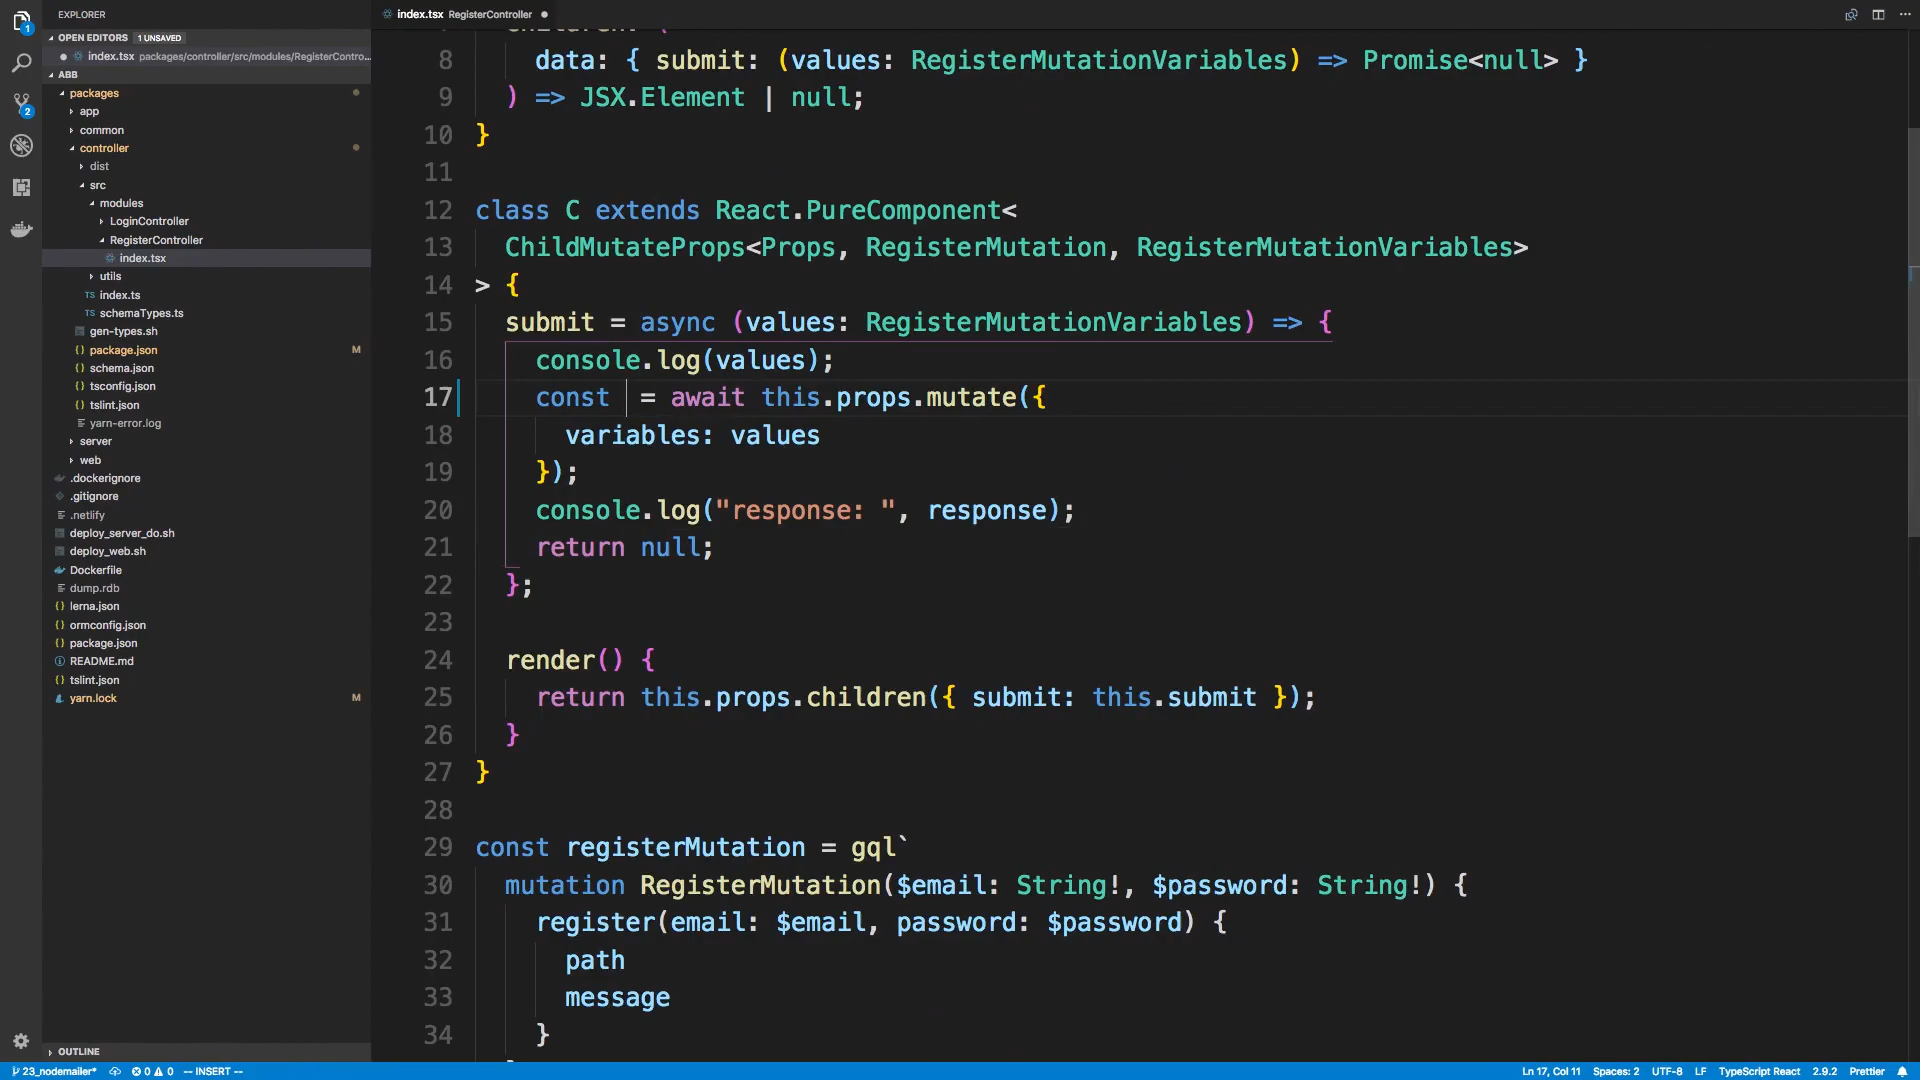 EXPLORER
OPEN EDITORS 1 UNSAVED
index.tsx packages/controller/src/modules/RegisterContro...
ABB
packages
app
common
controller
dist
src
modules
LoginController
RegisterController
index.tsx
utils
TS index.ts
TS schemaTypes.ts
gen-types.sh
{} package.json M
{} schema.json
{} tsconfig.json
{} tslint.json
yarn-error.log
server
web
.dockerignore
.gitignore
.netlify
deploy_server_do.sh
deploy_web.sh
Dockerfile
dump.rdb
{} lerna.json
{} ormconfig.json
{} package.json
README.md
{} tslint.json
yarn.lock M
OUTLINE
1
2
index.tsx RegisterController
8 data: { submit: (values: RegisterMutationVariables) => Promise<null> }
9 ) => JSX.Element | null;
10 }
11
12 class C extends React.PureComponent<
13 ChildMutateProps<Props, RegisterMutation, RegisterMutationVariables>
14 > {
15 submit = async (values: RegisterMutationVariables) => {
16 console.log(values);
17 const = await this.props.mutate({
18 variables: values
19 });
20 console.log("response: ", response);
21 return null;
22 };
23
24 render() {
25 return this.props.children({ submit: this.submit });
26 }
27 }
28
29 const registerMutation = gql`
30 mutation RegisterMutation($email: String!, $password: String!) {
31 register(email: $email, password: $password) {
32 path
33 message
34 }
23_nodemailer* 0 0 -- INSERT -- Ln 17, Col 11 Spaces: 2 UTF-8 LF TypeScript React 2.9.2 Prettier